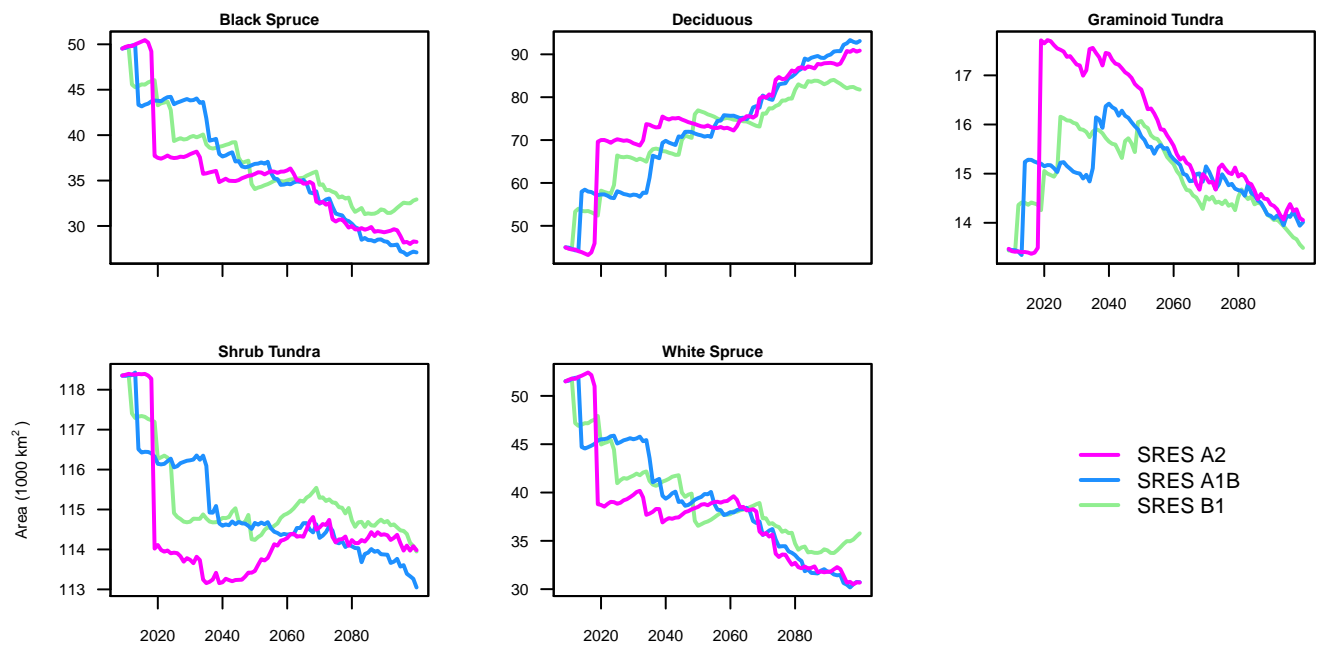 Black Spruce
50
45
40
35
30
Deciduous
90
80
70
60
50
Graminoid Tundra
17
16
15
14
2020 2040 2060 2080
Shrub Tundra
118
117
116
115
114
113
Area (1000 km²)
2020 2040 2060 2080
White Spruce
50
45
40
35
30
2020 2040 2060 2080
SRES A2
SRES A1B
SRES B1